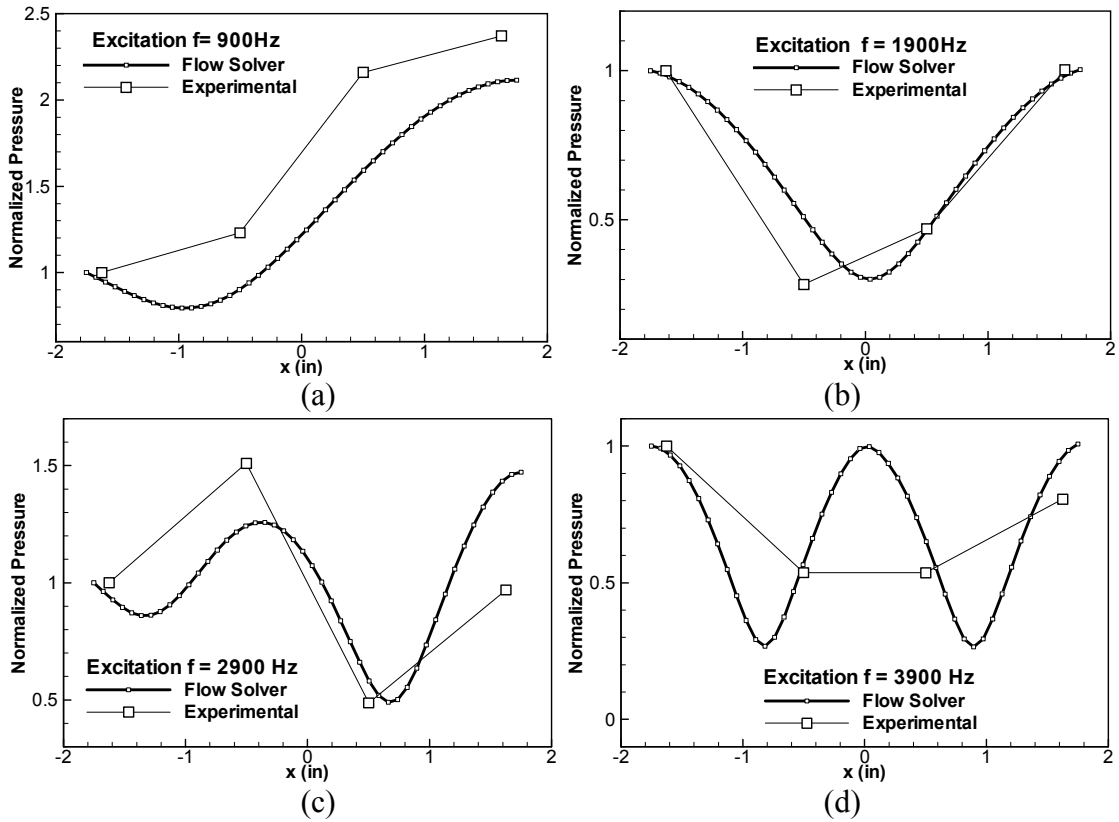 2.5
2
1.5
1
Normalized Pressure
Excitation f= 900Hz
Flow Solver
Experimental
-2
-1
0
1
2
x (in)
(a)
1
0.5
Normalized Pressure
Excitation f = 1900Hz
Flow Solver
Experimental
-2
-1
0
1
2
x (in)
(b)
1.5
1
0.5
Normalized Pressure
Excitation f = 2900 Hz
Flow Solver
Experimental
-2
-1
0
1
2
x (in)
(c)
1
0.5
0
Normalized Pressure
Excitation f = 3900 Hz
Flow Solver
Experimental
-2
-1
0
1
2
x (in)
(d)